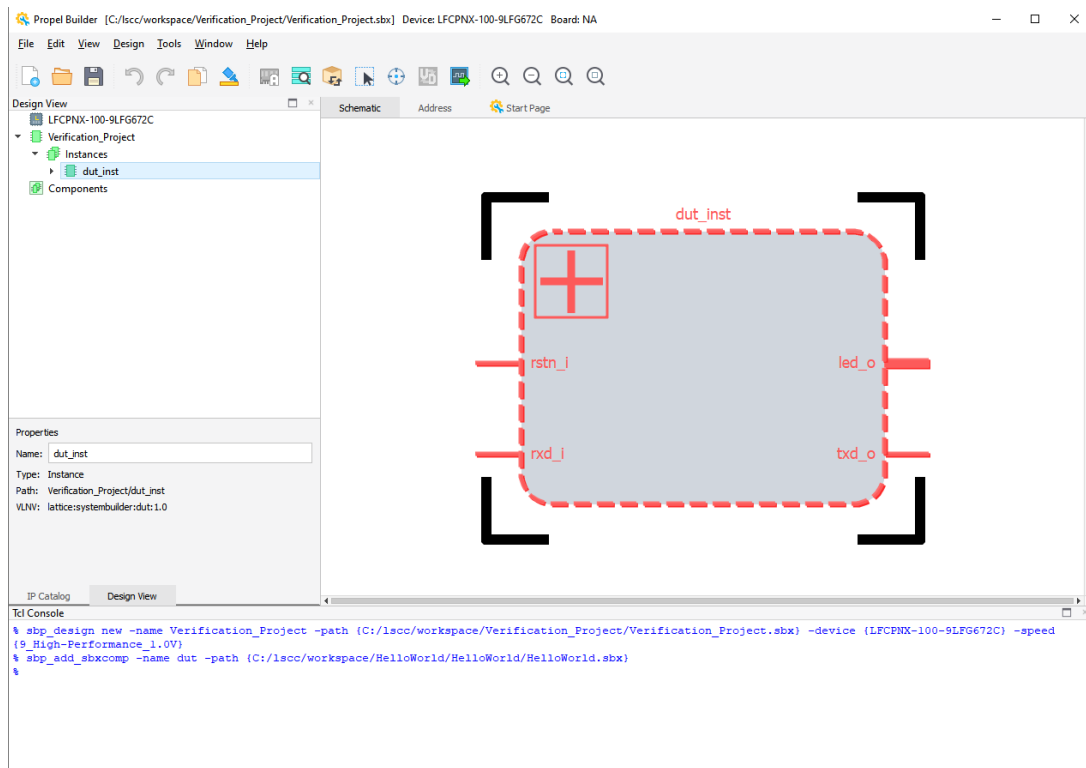 Propel Builder [C:/lscc/workspace/Verification_Project/Verification_Project.sbx] Device: LFCPNX-100-9LFG672C Board: NA
File Edit View Design Tools Window Help
Design View
Schematic Address Start Page
LFCPNX-100-9LFG672C
Verification_Project
Instances
dut_inst
Components
dut_inst
rstn_i
led_o
rxd_i
txd_o
Properties
Name: dut_inst
Type: Instance
Path: Verification_Project/dut_inst
VLNV: lattice:systembuilder:dut:1.0
IP Catalog Design View
Tcl Console
% sbp_design new -name Verification_Project -path {C:/lscc/workspace/Verification_Project/Verification_Project.sbx} -device {LFCPNX-100-9LFG672C} -speed
{9_High-Performance_1.0V}
% sbp_add_sbxcomp -name dut -path {C:/lscc/workspace/HelloWorld/HelloWorld/HelloWorld.sbx}
%